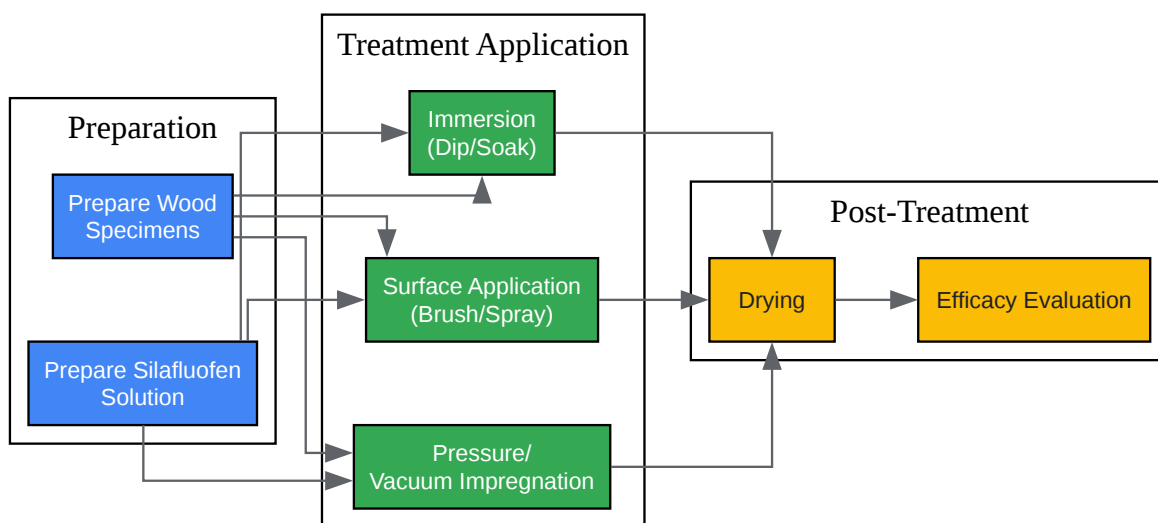 Preparation
Prepare Wood
Specimens
Prepare Silafluofen
Solution
Treatment Application
Immersion
(Dip/Soak)
Surface Application
(Brush/Spray)
Pressure/
Vacuum Impregnation
Post-Treatment
Drying
Efficacy Evaluation